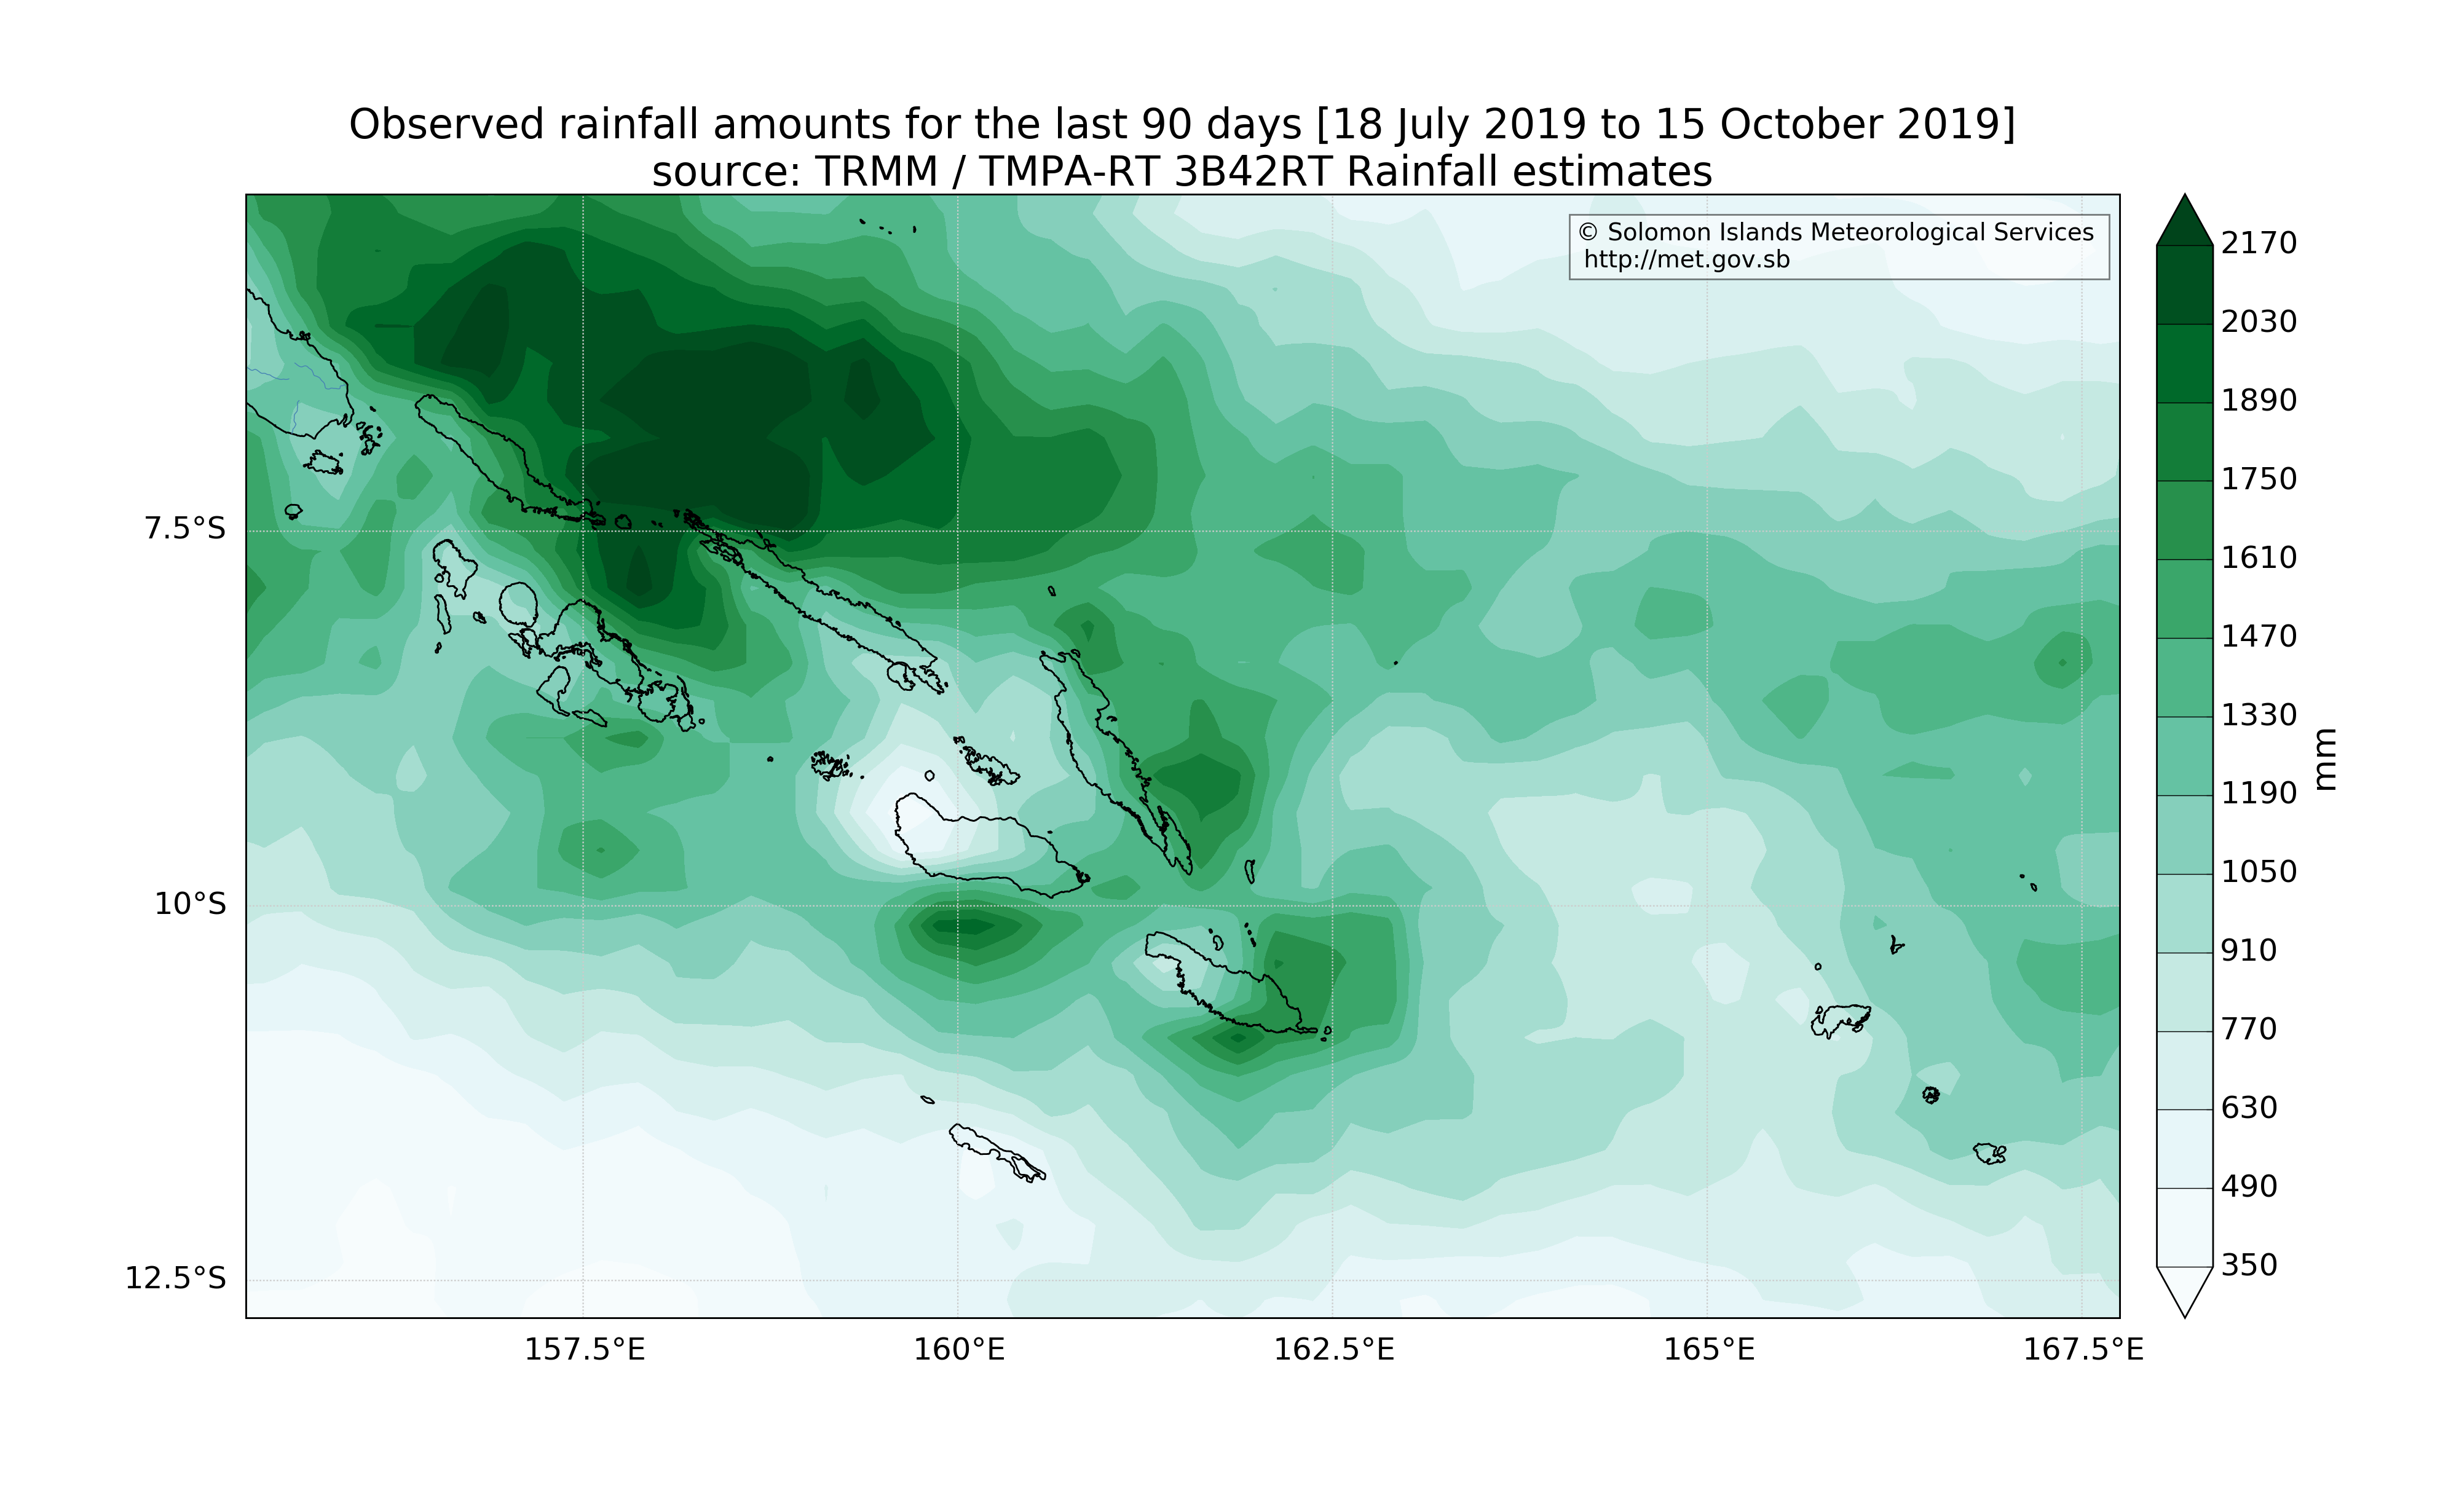 Observed rainfall amounts for the last 90 days [18 July 2019 to 15 October 2019]
source: TRMM / TMPA-RT 3B42RT Rainfall estimates
© Solomon Islands Meteorological Services
http://met.gov.sb
7.5°S
10°S
12.5°S
157.5°E
160°E
162.5°E
165°E
167.5°E
2170
2030
1890
1750
1610
1470
1330
1190
1050
910
770
630
490
350
mm